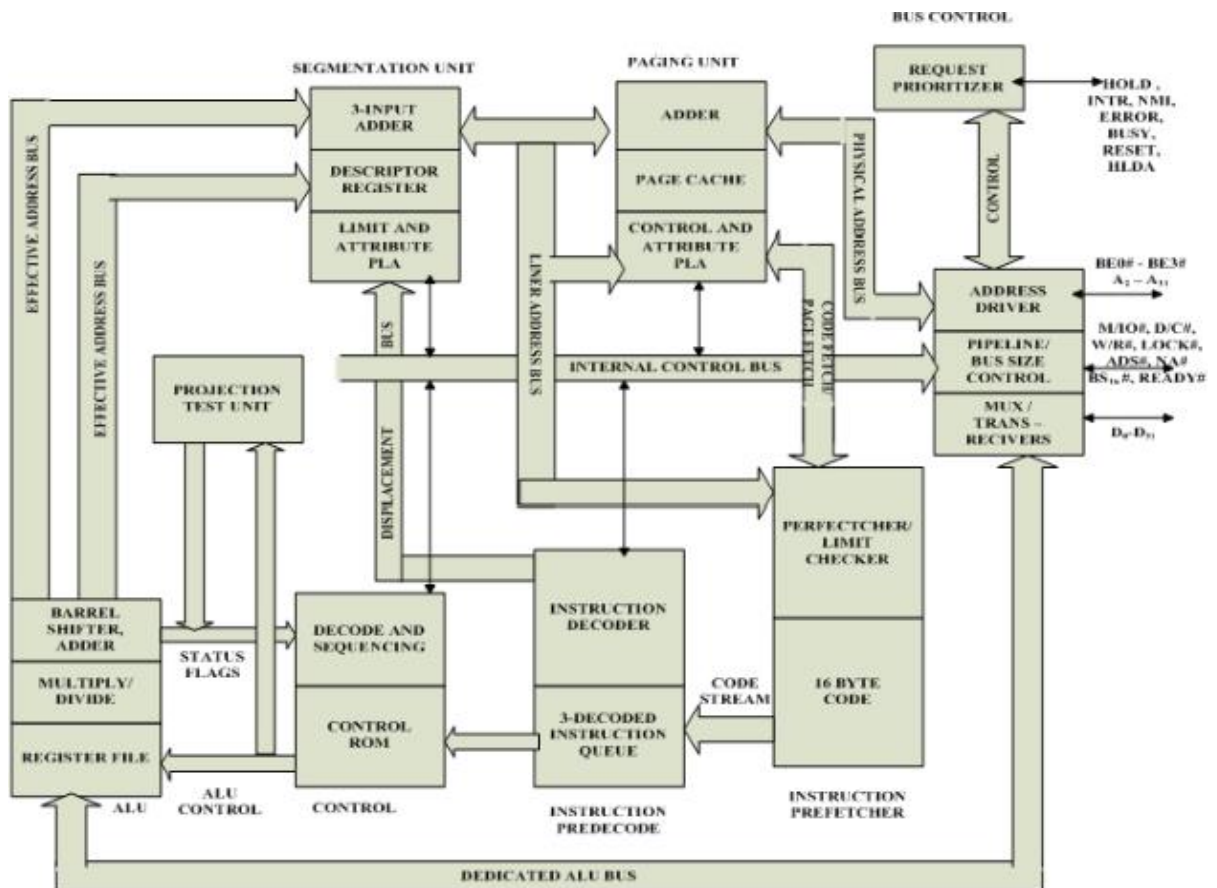 BUS CONTROL
REQUEST
PRIORITIZER
HOLD ,
INTR, NMI,
ERROR,
BUSY,
RESET,
HLDA
SEGMENTATION UNIT
3-INPUT
ADDER
DESCRIPTOR
REGISTER
LIMIT AND
ATTRIBUTE
PLA
PAGING UNIT
ADDER
PAGE CACHE
CONTROL AND
ATTRIBUTE
PLA
EFFECTIVE ADDRESS BUS
EFFECTIVE ADDRESS BUS
PHYSICAL ADDRESS BUS
CONTROL
LINER ADDRESS BUS
CODE FETCH/
PAGE FETCH
ADDRESS
DRIVER
PIPELINE/
BUS SIZE
CONTROL
MUX /
TRANS –
RECIVERS
BE0# - BE3#
A₂ – A₃₁
M/IO#, D/C#,
W/R#, LOCK#,
ADS#, NA#
BS₁₆#, READY#
D₀-D₃₁
INTERNAL CONTROL BUS
DISPLACEMENT
BUS
PROJECTION
TEST UNIT
BARREL
SHIFTER,
ADDER
MULTIPLY/
DIVIDE
REGISTER FILE
ALU
STATUS
FLAGS
ALU
CONTROL
DECODE AND
SEQUENCING
CONTROL
ROM
CONTROL
INSTRUCTION
DECODER
3-DECODED
INSTRUCTION
QUEUE
INSTRUCTION
PREDECODE
CODE
STREAM
PERFECTCHER/
LIMIT
CHECKER
16 BYTE
CODE
INSTRUCTION
PREFETCHER
DEDICATED ALU BUS